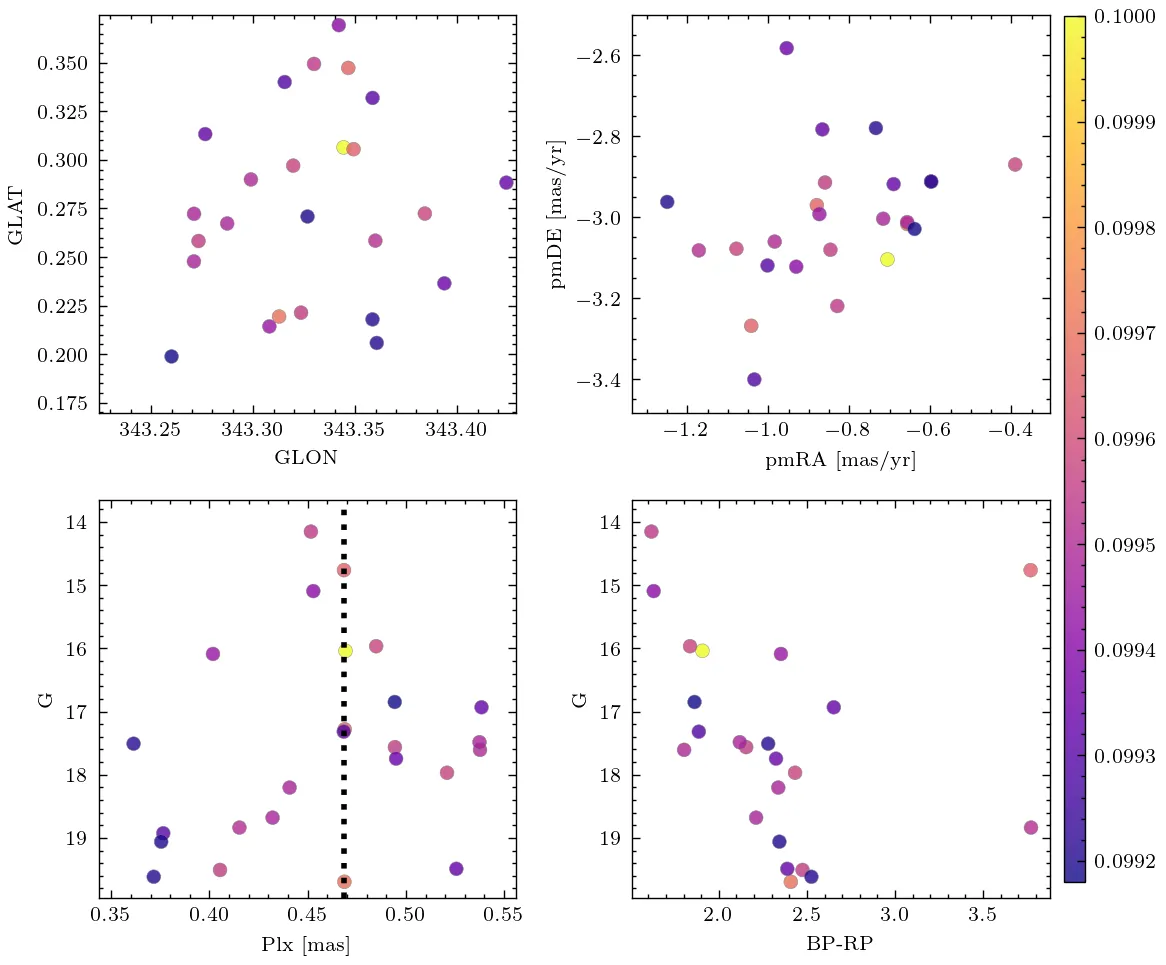 0.350
0.325
0.300
0.275
0.250
0.225
0.200
0.175
GLAT
343.25 343.30 343.35 343.40
GLON
−2.6
−2.8
−3.0
−3.2
−3.4
pmDE [mas/yr]
−1.2 −1.0 −0.8 −0.6 −0.4
pmRA [mas/yr]
14
15
16
17
18
19
G
0.35 0.40 0.45 0.50 0.55
Plx [mas]
14
15
16
17
18
19
G
2.0 2.5 3.0 3.5
BP-RP
0.1000
0.0999
0.0998
0.0997
0.0996
0.0995
0.0994
0.0993
0.0992